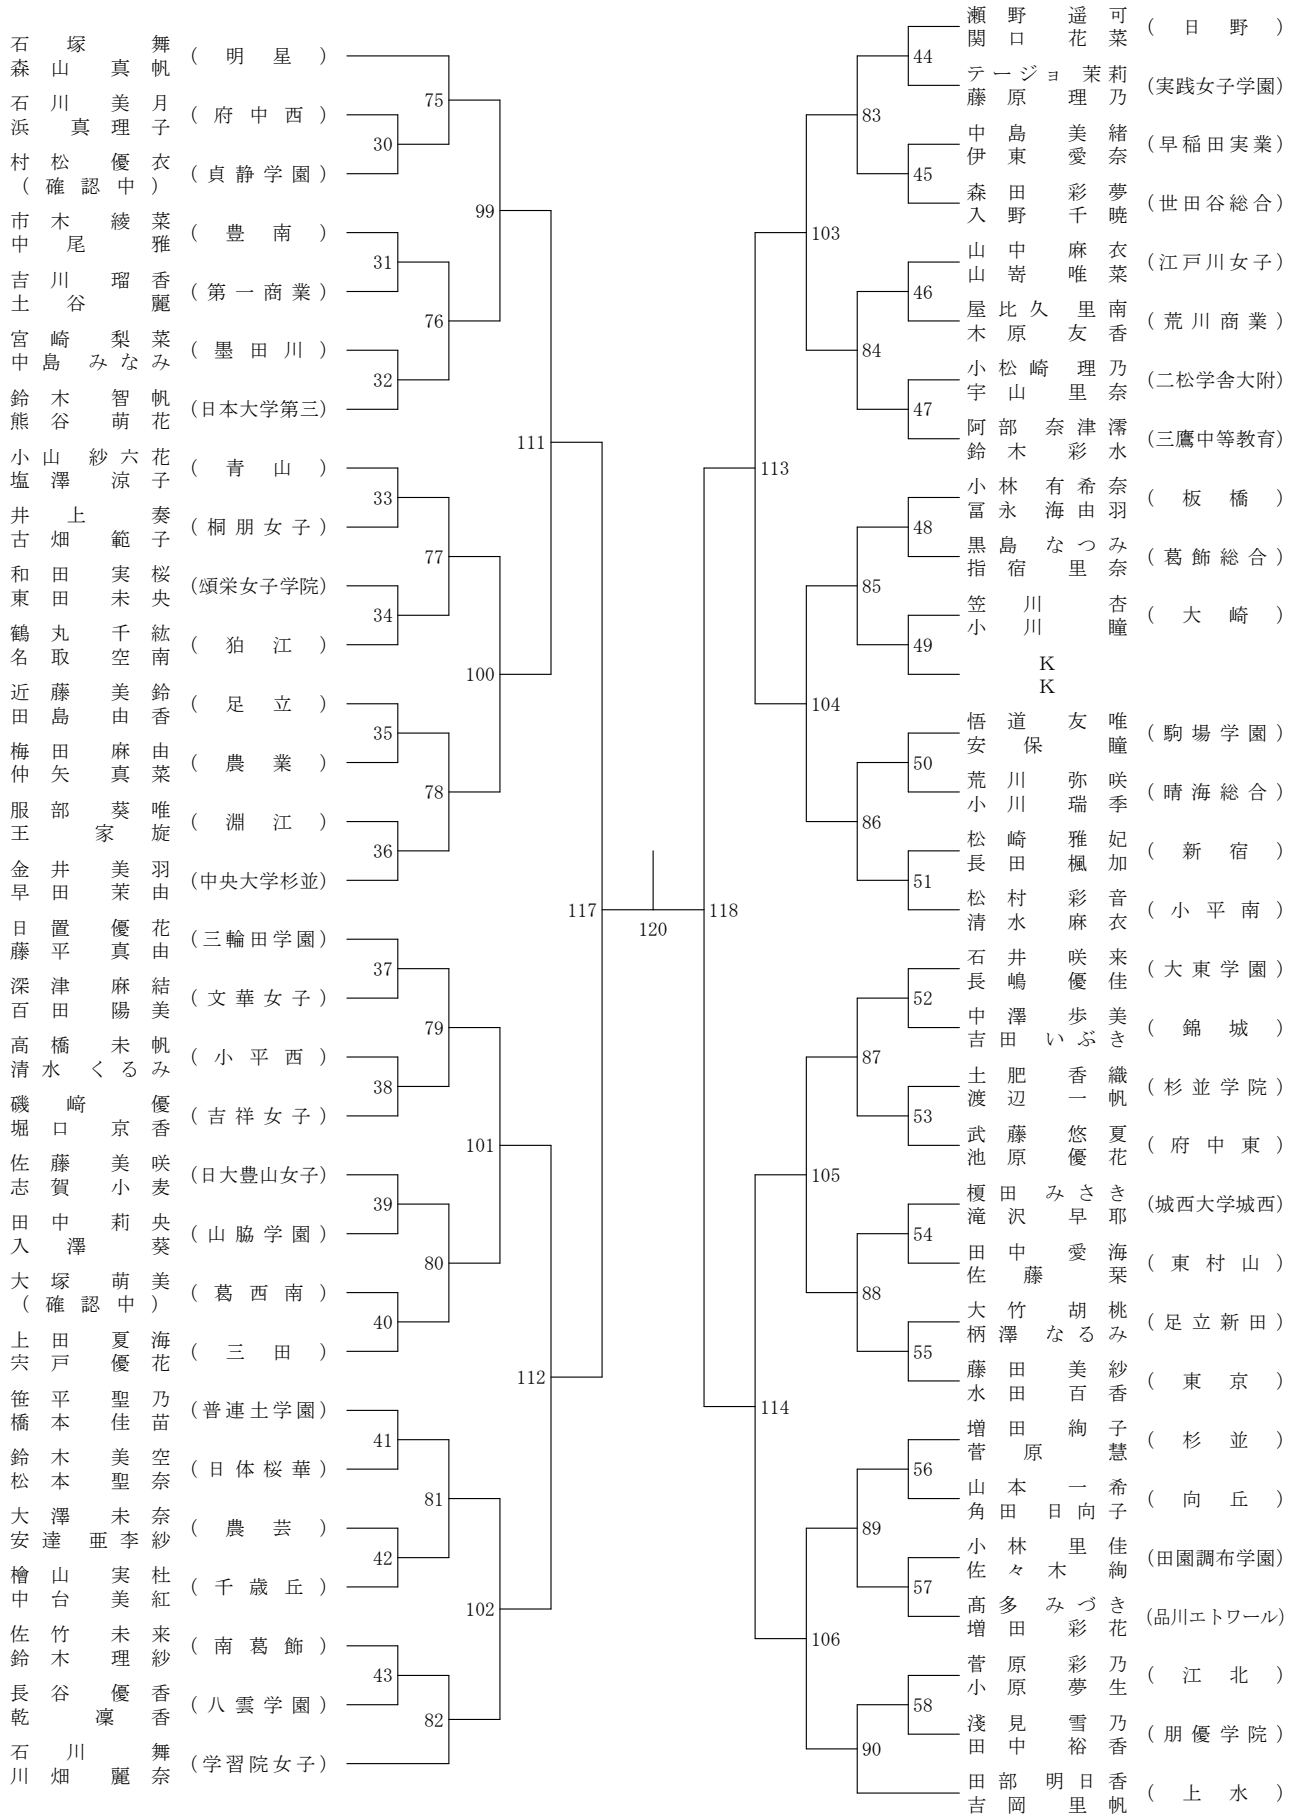 石塚舞
森山真帆
(明星)
石川美月
浜真理子
(府中西)
村松優衣
(確認中)
(貞静学園)
市木綾菜
中尾雅
(豊南)
吉川瑠香
土谷麗
(第一商業)
宮崎梨菜
中島みなみ
(墨田川)
鈴木智帆
熊谷萌花
(日本大学第三)
小山紗六花
塩澤涼子
(青山)
井上奏
古畑範子
(桐朋女子)
和田実桜
東田未央
(頌栄女子学院)
鶴丸千紘
名取空南
(狛江)
近藤美鈴
田島由香
(足立)
梅田麻由
仲矢真菜
(農業)
服部葵唯
王家旋
(淵江)
金井美羽
早田茉由
(中央大学杉並)
日置優花
藤平真由
(三輪田学園)
深津麻結
百田陽美
(文華女子)
高橋未帆
清水くるみ
(小平西)
磯崎優
堀口京香
(吉祥女子)
佐藤美咲
志賀小麦
(日大豊山女子)
田中莉央
入澤葵
(山脇学園)
大塚萌美
(確認中)
(葛西南)
上田夏海
宍戸優花
(三田)
笹平聖乃
橋本佳苗
(普連土学園)
鈴木美空
松本聖奈
(日体桜華)
大澤未奈
安達亜李紗
(農芸)
檜山実杜
中台美紅
(千歳丘)
佐竹未来
鈴木理紗
(南葛飾)
長谷優香
乾凜香
(八雲学園)
石川舞
川畑麗奈
(学習院女子)
75
30
99
31
76
32
111
33
77
34
100
35
78
36
117
37
79
38
101
39
80
40
112
41
81
42
102
43
82
120
118
44
83
45
103
46
84
47
113
48
85
49
104
50
86
51
52
87
53
105
54
88
55
114
56
89
57
106
58
90
瀬野遥可
関口花菜
(日野)
テージョ茉莉
藤原理乃
(実践女子学園)
中島美緒
伊東愛奈
(早稲田実業)
森田彩夢
入野千暁
(世田谷総合)
山中麻衣
山嵜唯菜
(江戸川女子)
屋比久里南
木原友香
(荒川商業)
小松崎理乃
宇山里奈
(二松学舎大附)
阿部奈津澪
鈴木彩水
(三鷹中等教育)
小林有希奈
冨永海由羽
(板橋)
黒島なつみ
指宿里奈
(葛飾総合)
笠川杏
小川瞳
(大崎)
K
K
悟道友唯
安保瞳
(駒場学園)
荒川弥咲
小川瑞季
(晴海総合)
松崎雅妃
長田楓加
(新宿)
松村彩音
清水麻衣
(小平南)
石井咲来
長嶋優佳
(大東学園)
中澤歩美
吉田いぶき
(錦城)
土肥香織
渡辺一帆
(杉並学院)
武藤悠夏
池原優花
(府中東)
榎田みさき
滝沢早耶
(城西大学城西)
田中愛海
佐藤栞
(東村山)
大竹胡桃
柄澤なるみ
(足立新田)
藤田美紗
水田百香
(東京)
増田絢子
菅原慧
(杉並)
山本一希
角田日向子
(向丘)
小林里佳
佐々木絢
(田園調布学園)
髙多みづき
増田彩花
(品川エトワール)
菅原彩乃
小原夢生
(江北)
淺見雪乃
田中裕香
(朋優学院)
田部明日香
吉岡里帆
(上水)